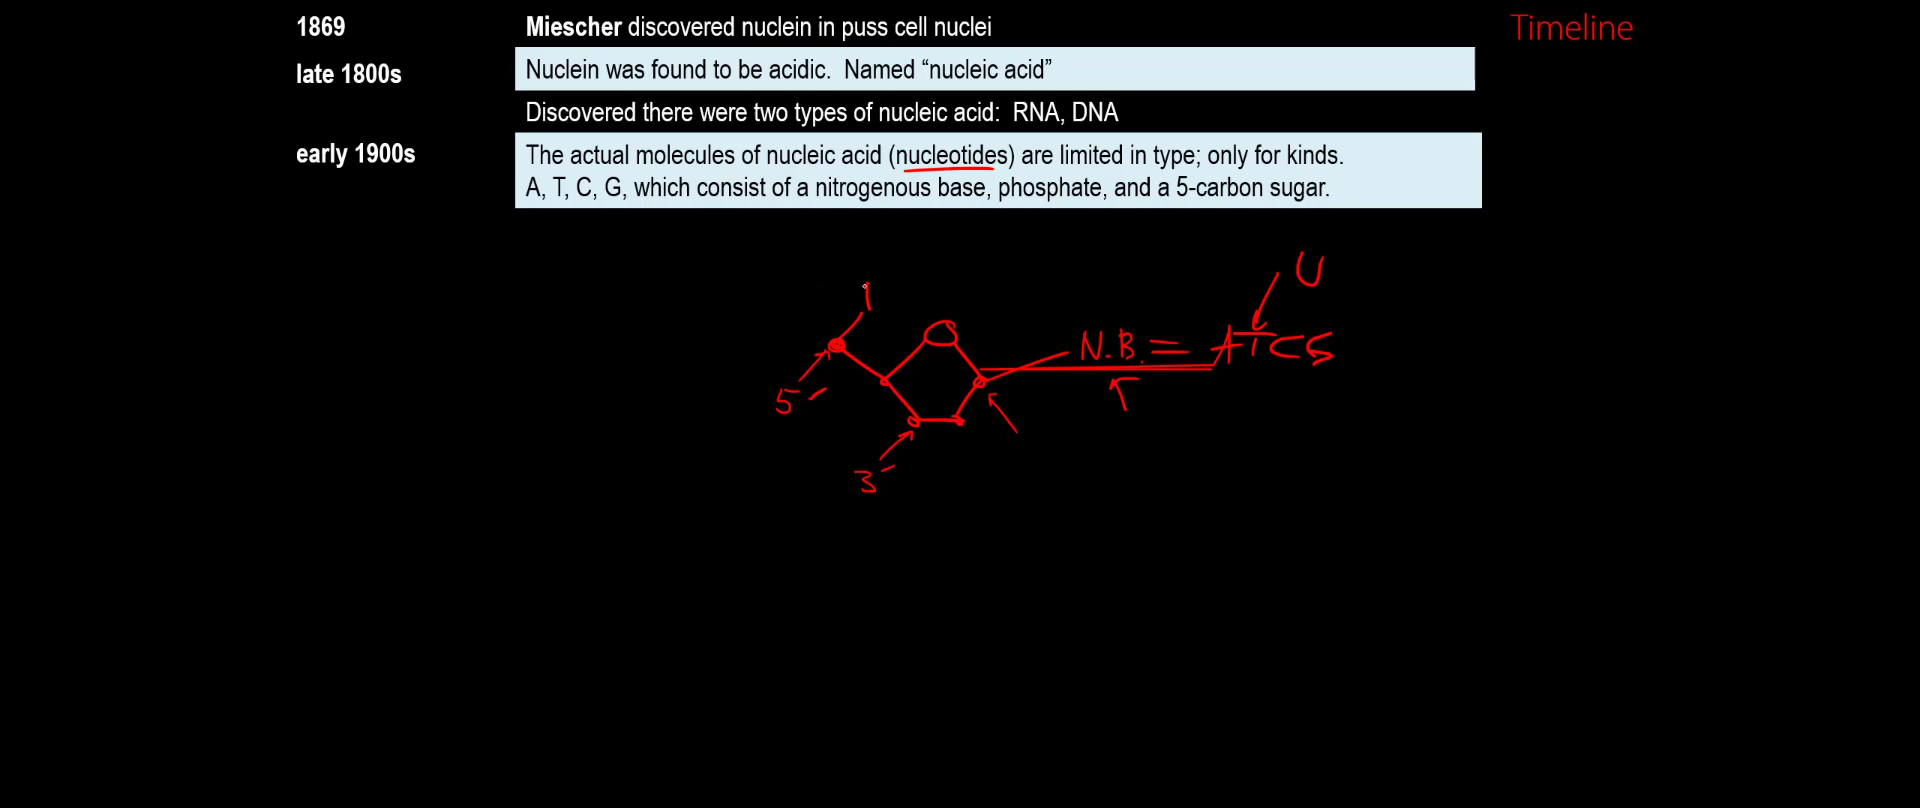 1869 Miescher discovered nuclein in puss cell nuclei Timeline
late 1800s Nuclein was found to be acidic. Named “nucleic acid”
Discovered there were two types of nucleic acid: RNA, DNA
early 1900s The actual molecules of nucleic acid (nucleotides) are limited in type; only for kinds.
A, T, C, G, which consist of a nitrogenous base, phosphate, and a 5-carbon sugar.
U
N.B. = ATCG
5'
3'